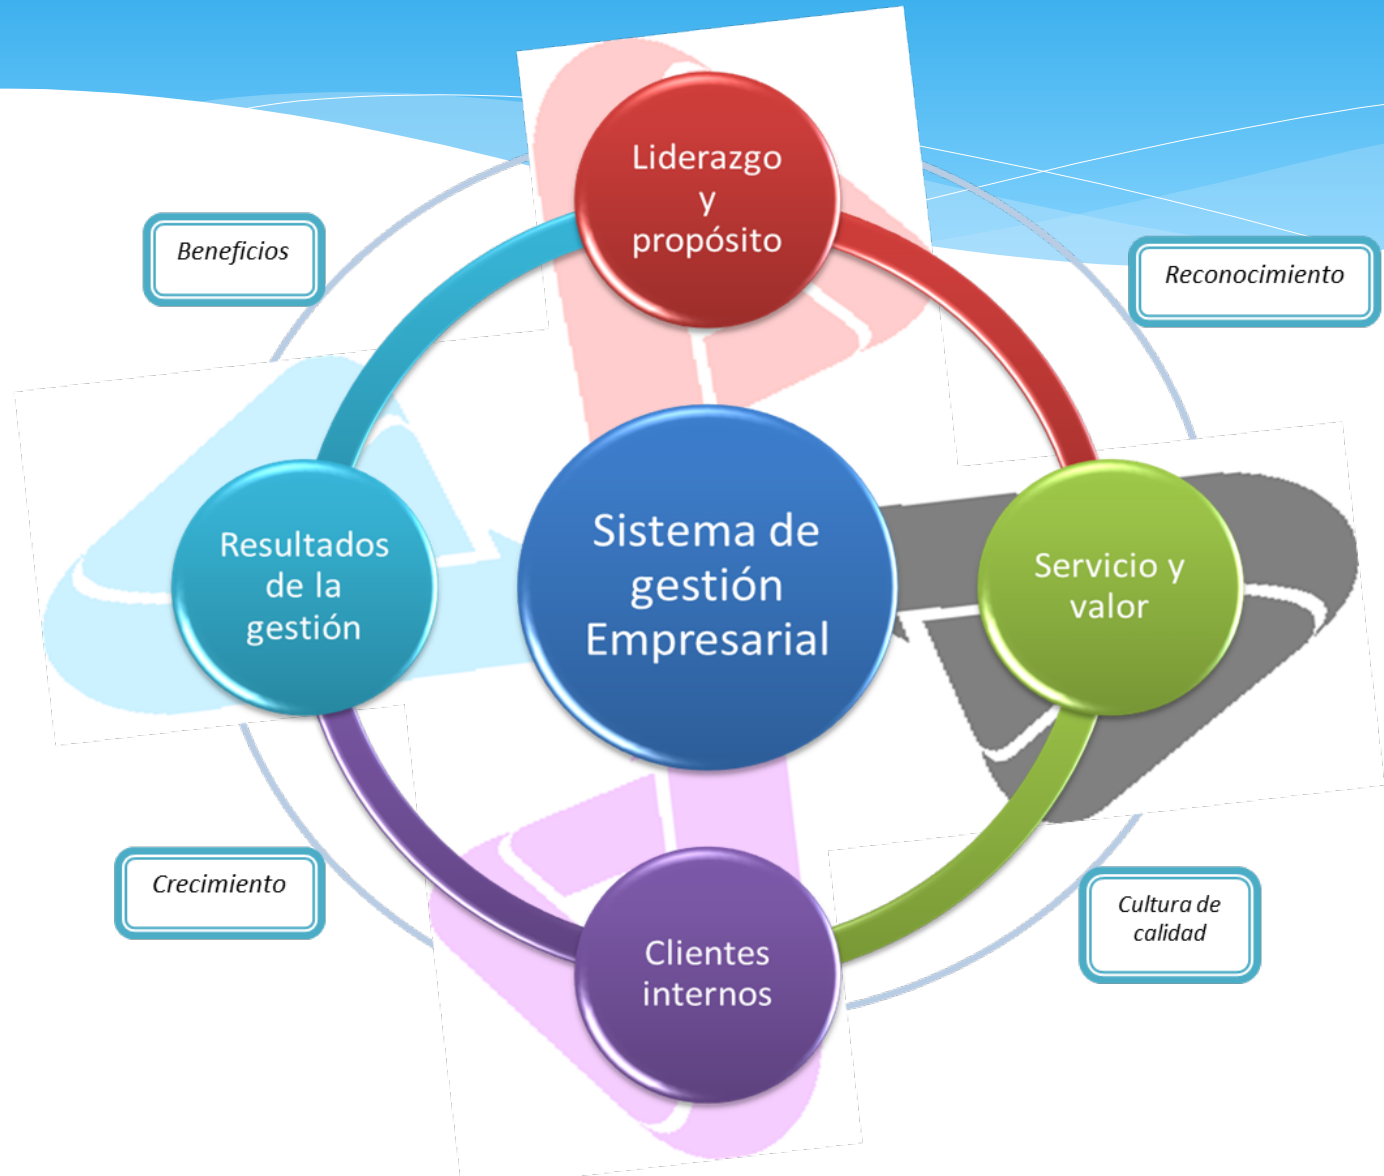 Liderazgo
y
propósito
Beneficios
Reconocimiento
Resultados
de la
gestión
Sistema de
gestión
Empresarial
Servicio y
valor
Crecimiento
Cultura de
calidad
Clientes
internos